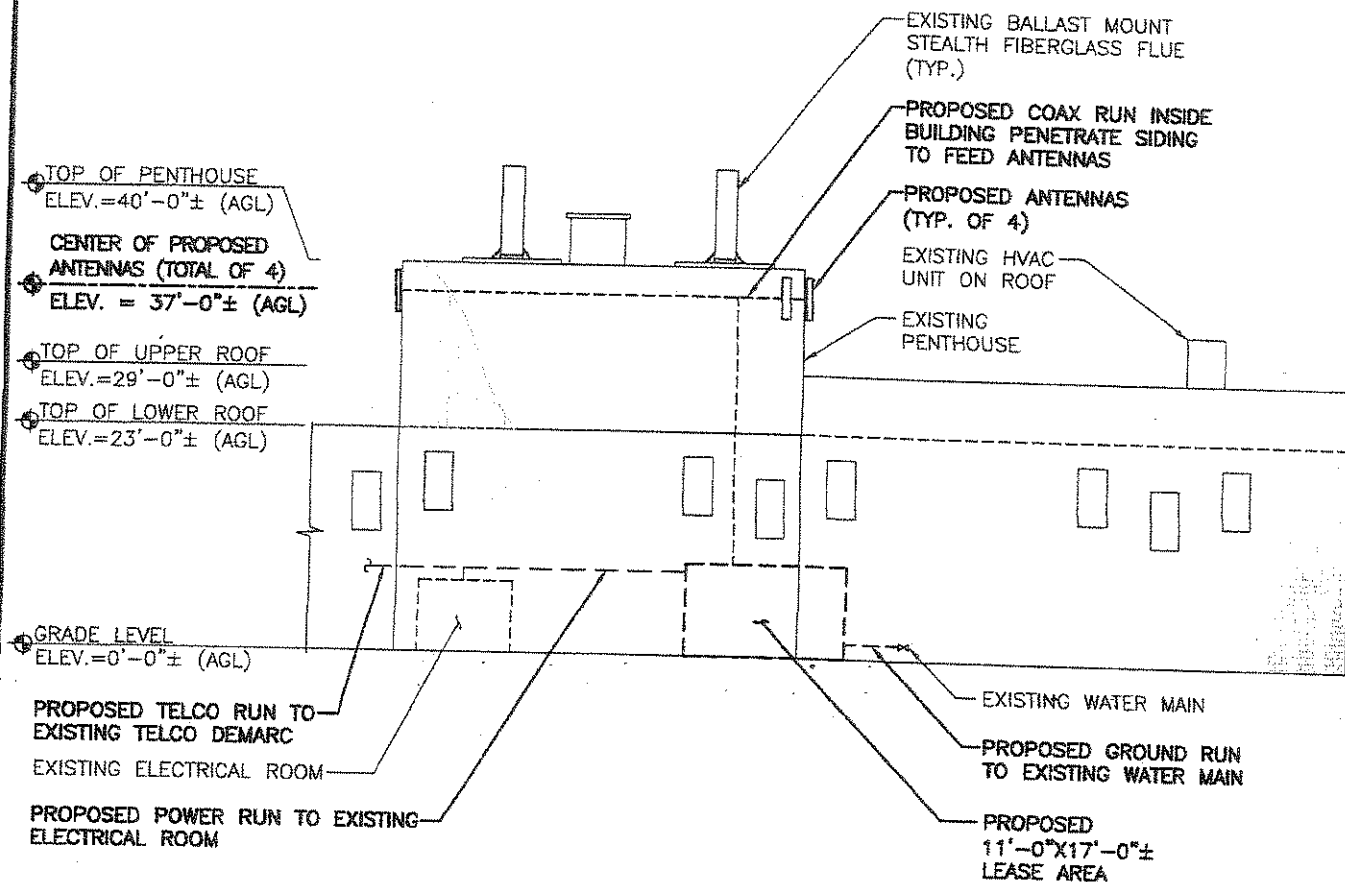 EXISTING BALLAST MOUNT
STEALTH FIBERGLASS FLUE
(TYP.)
PROPOSED COAX RUN INSIDE
BUILDING PENETRATE SIDING
TO FEED ANTENNAS
PROPOSED ANTENNAS
(TYP. OF 4)
EXISTING HVAC
UNIT ON ROOF
EXISTING
PENTHOUSE
TOP OF PENTHOUSE
ELEV.=40'-0"± (AGL)
CENTER OF PROPOSED
ANTENNAS (TOTAL OF 4)
ELEV. = 37'-0"± (AGL)
TOP OF UPPER ROOF
ELEV.=29'-0"± (AGL)
TOP OF LOWER ROOF
ELEV.=23'-0"± (AGL)
GRADE LEVEL
ELEV.=0'-0"± (AGL)
PROPOSED TELCO RUN TO
EXISTING TELCO DEMARC
EXISTING ELECTRICAL ROOM
PROPOSED POWER RUN TO EXISTING
ELECTRICAL ROOM
EXISTING WATER MAIN
PROPOSED GROUND RUN
TO EXISTING WATER MAIN
PROPOSED
11'-0"X17'-0"±
LEASE AREA